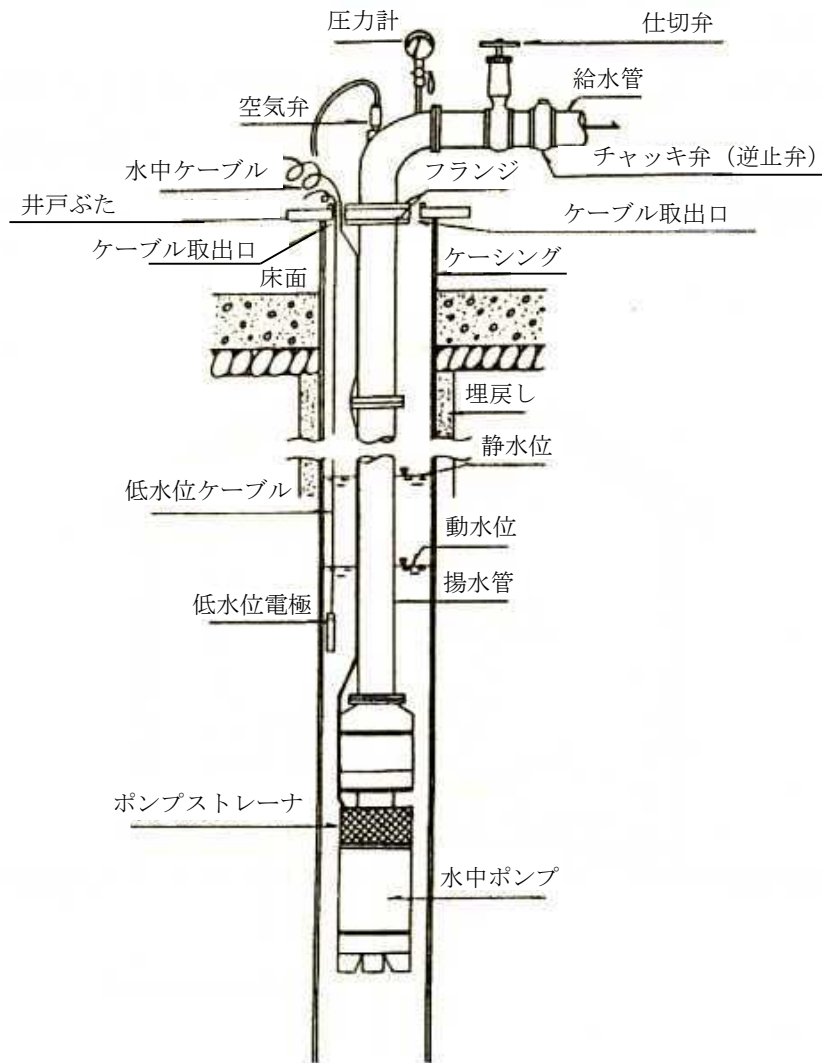 圧力計
仕切弁
給水管
空気弁
チャッキ弁（逆止弁）
水中ケーブル
フランジ
井戸ぶた
ケーブル取出口
ケーブル取出口
ケーシング
床面
埋戻し
静水位
低水位ケーブル
動水位
揚水管
低水位電極
ポンプストレーナ
水中ポンプ